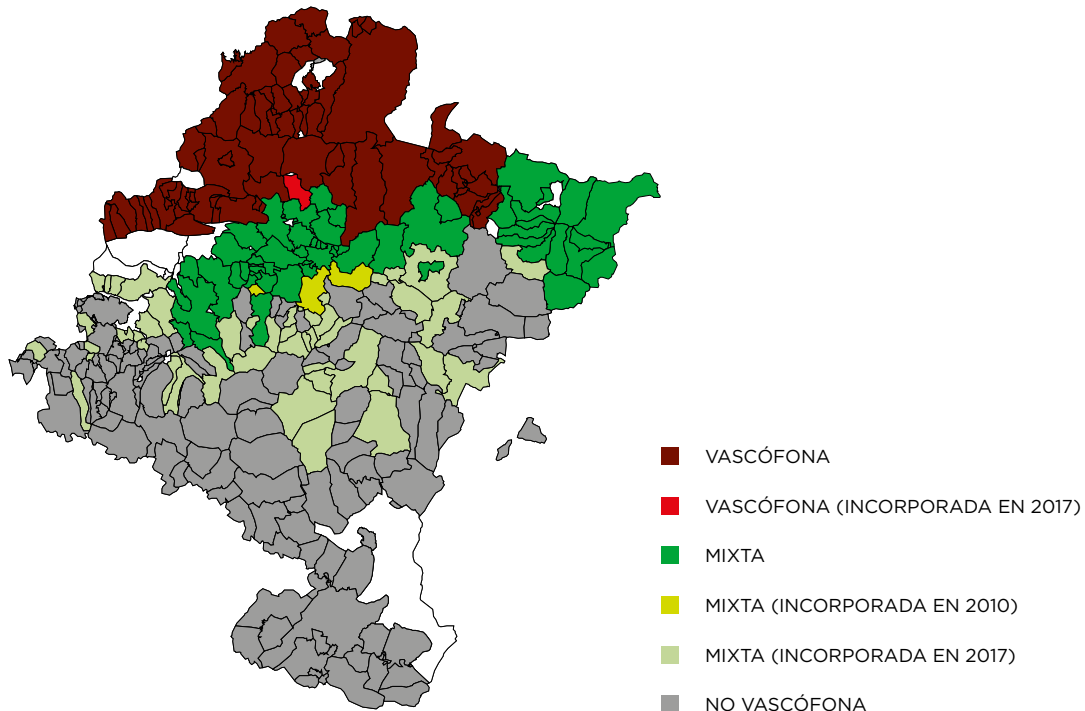 VASCÓFONA
VASCÓFONA (INCORPORADA EN 2017)
MIXTA
MIXTA (INCORPORADA EN 2010)
MIXTA (INCORPORADA EN 2017)
NO VASCÓFONA